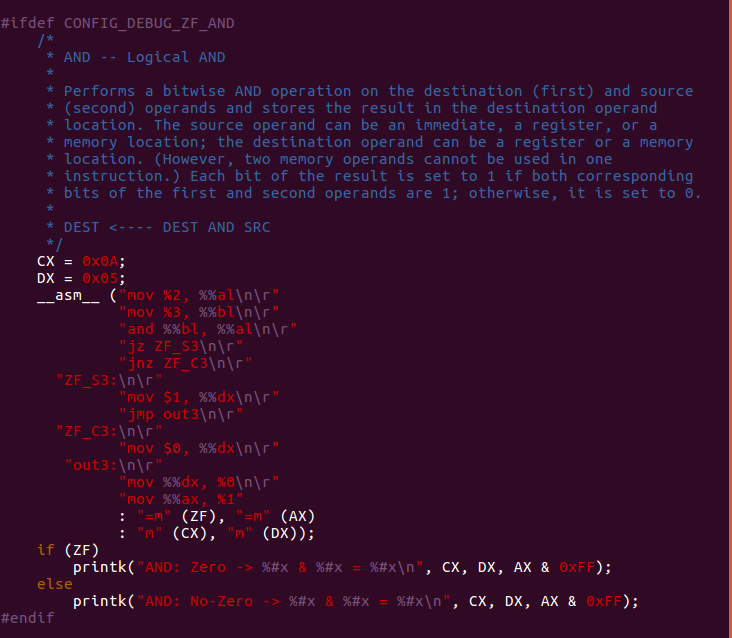 #ifdef CONFIG_DEBUG_ZF_AND
    /*
     * AND -- Logical AND
     *
     * Performs a bitwise AND operation on the destination (first) and source
     * (second) operands and stores the result in the destination operand
     * location. The source operand can be an immediate, a register, or a
     * memory location; the destination operand can be a register or a memory
     * location. (However, two memory operands cannot be used in one
     * instruction.) Each bit of the result is set to 1 if both corresponding
     * bits of the first and second operands are 1; otherwise, it is set to 0.
     *
     * DEST <---- DEST AND SRC
     */
    CX = 0x0A;
    DX = 0x05;
    __asm__ ("mov %2, %%al\n\r"
             "mov %3, %%bl\n\r"
             "and %%bl, %%al\n\r"
             "jz ZF_S3\n\r"
             "jnz ZF_C3\n\r"
      "ZF_S3:\n\r"
             "mov $1, %%dx\n\r"
             "jmp out3\n\r"
      "ZF_C3:\n\r"
             "mov $0, %%dx\n\r"
       "out3:\n\r"
             "mov %%dx, %0\n\r"
             "mov %%ax, %1"
             : "=m" (ZF), "=m" (AX)
             : "m" (CX), "m" (DX));
    if (ZF)
        printk("AND: Zero -> %#x & %#x = %#x\n", CX, DX, AX & 0xFF);
    else
        printk("AND: No-Zero -> %#x & %#x = %#x\n", CX, DX, AX & 0xFF);
#endif